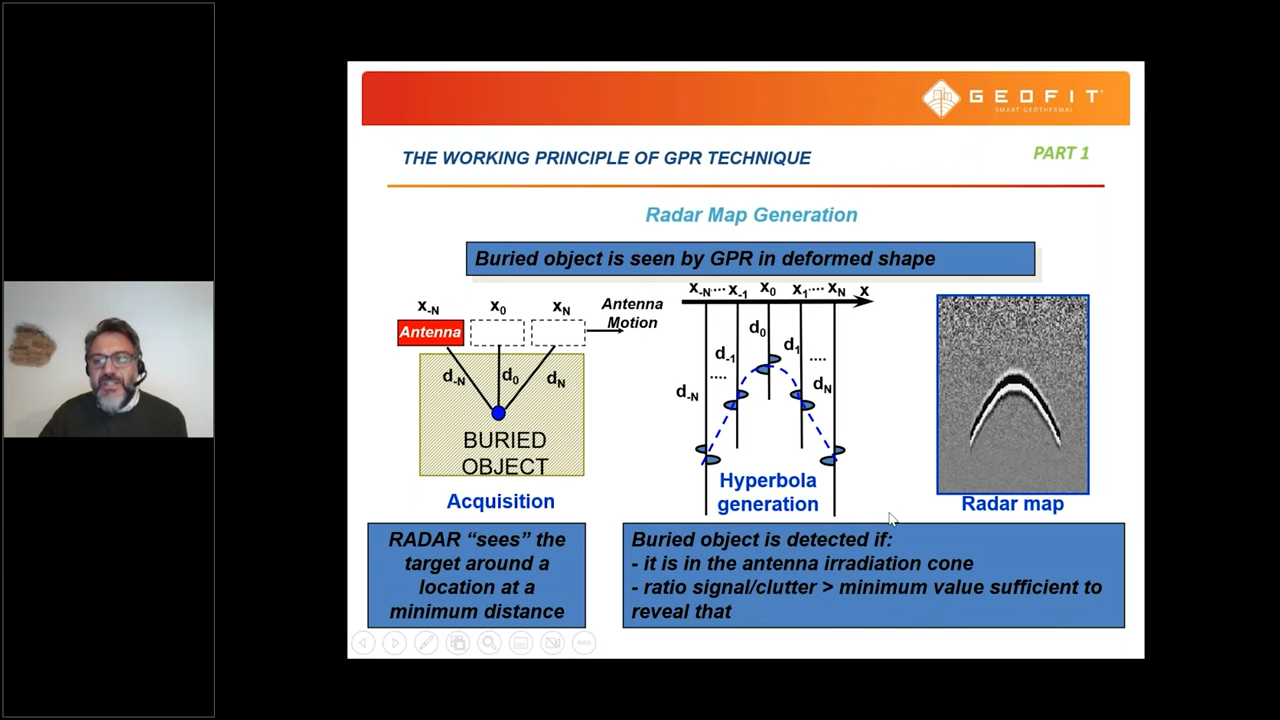 GEOFIT
SMART GEOTHERMAL
THE WORKING PRINCIPLE OF GPR TECHNIQUE
PART 1
Radar Map Generation
Buried object is seen by GPR in deformed shape
x-N
x0
xN
Antenna
Motion
Antenna
d-N
d0
dN
BURIED
OBJECT
Acquisition
x-N.... x-1 x0 x1.... xN x
d0
d-1
d1
....
....
d-N
dN
Hyperbola
generation
Radar map
RADAR “sees” the
target around a
location at a
minimum distance
Buried object is detected if:
- it is in the antenna irradiation cone
- ratio signal/clutter > minimum value sufficient to
reveal that